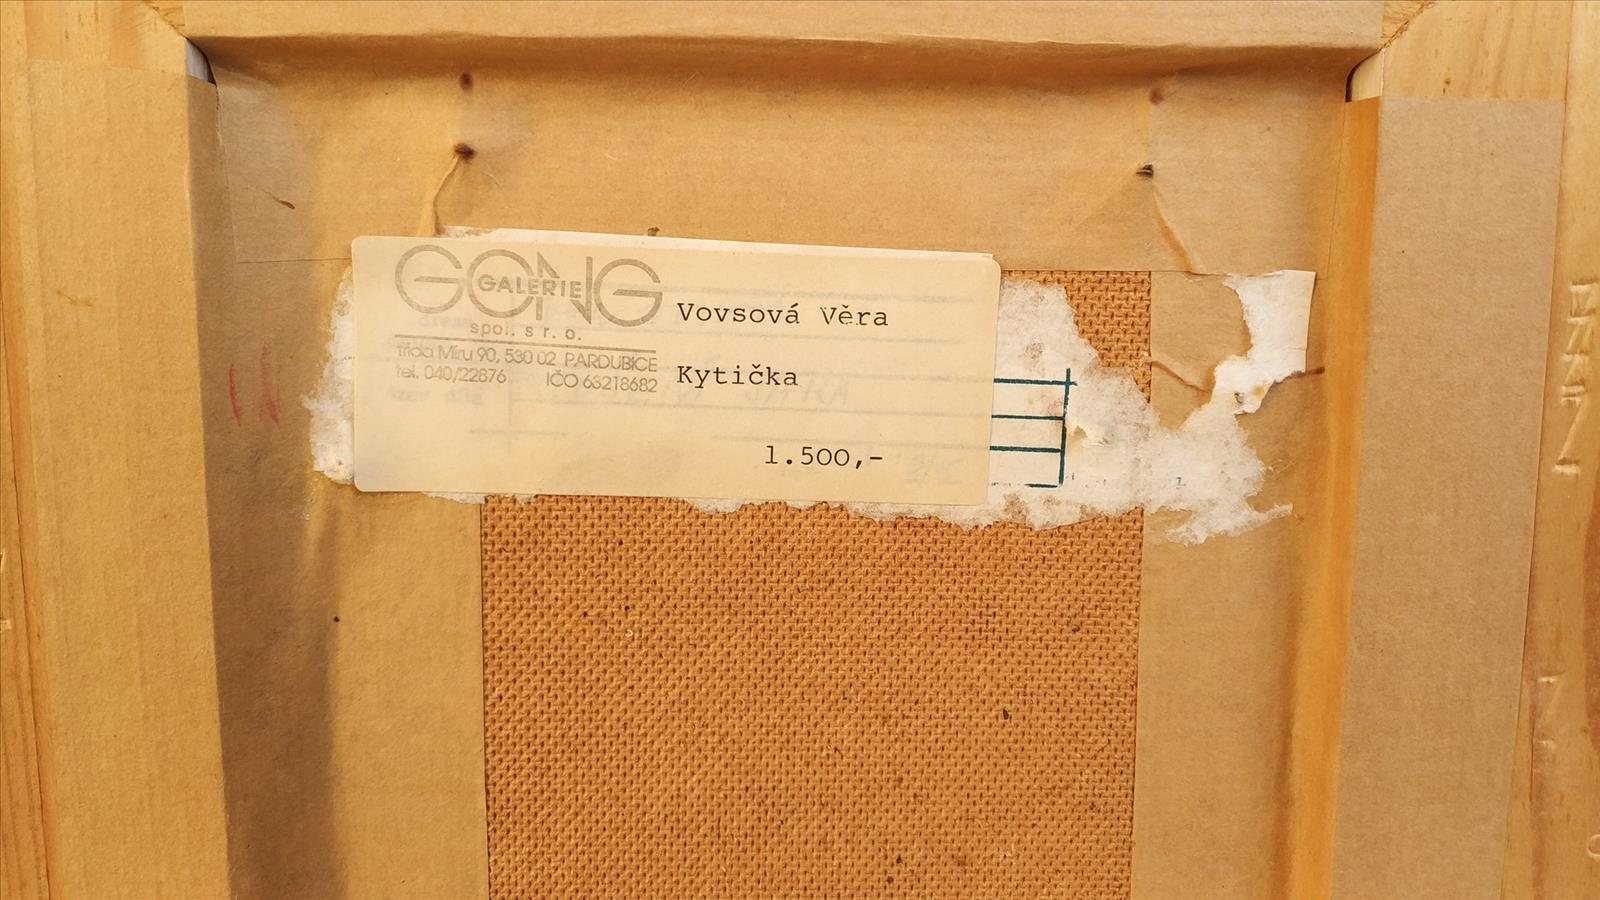 GONG
GALERIE
spol. s r. o.
třída Míru 90, 530 02 PARDUBICE
tel. 040/22876 IČO 63218682
Vovsová Věra
Kytička
1.500,-